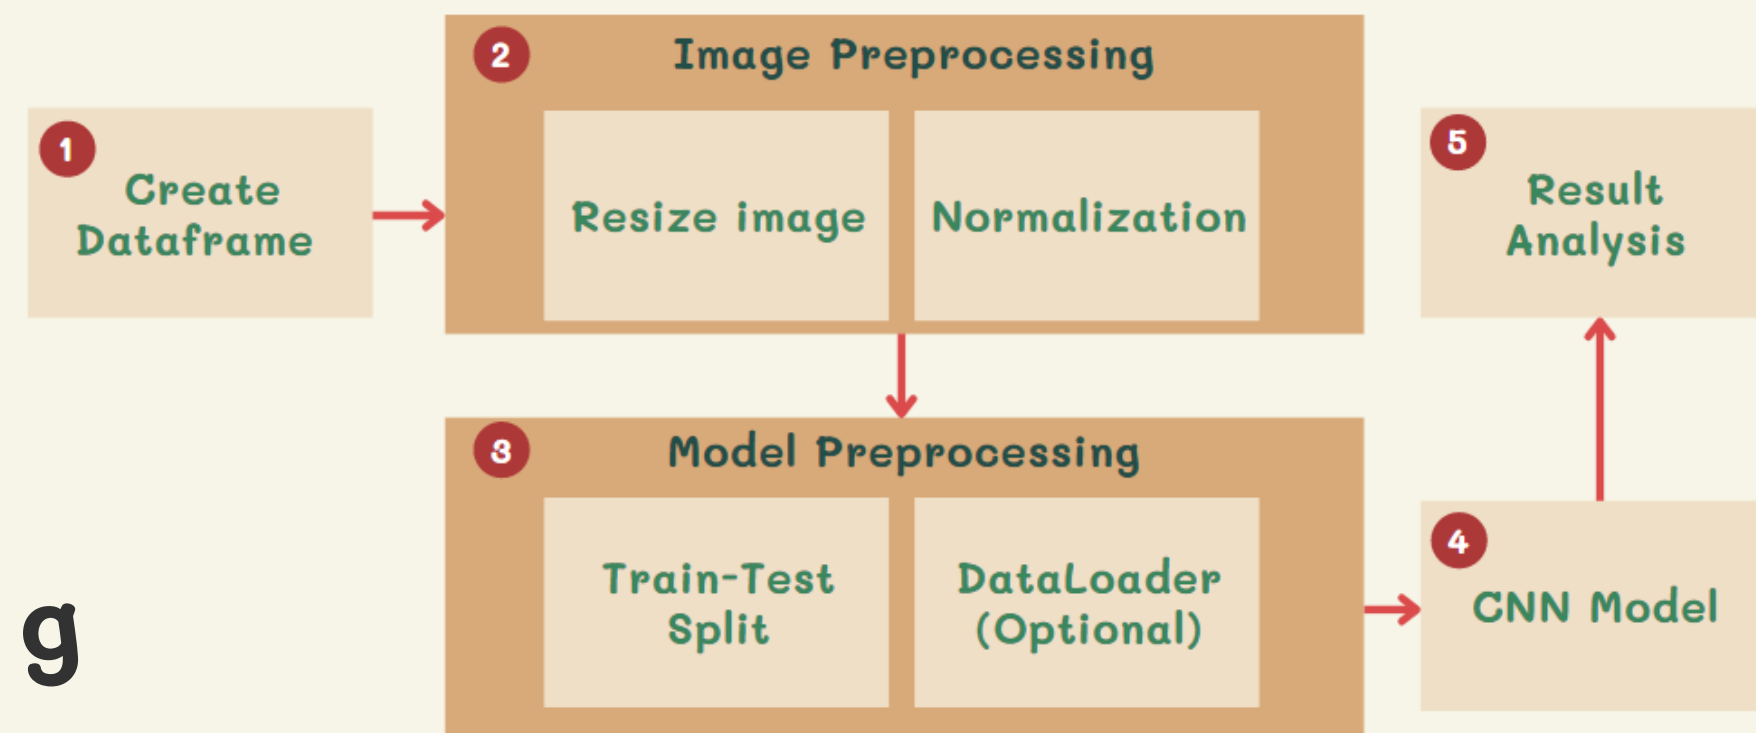 1
Create
Dataframe
2
Image Preprocessing
Resize image
Normalization
3
Model Preprocessing
Train-Test
Split
DataLoader
(Optional)
4
CNN Model
5
Result
Analysis
g